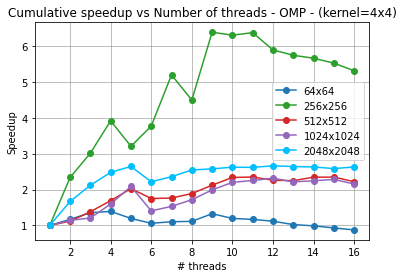 Cumulative speedup vs Number of threads - OMP - (kernel=4x4)
Speedup
6
5
4
3
2
1
64x64
256x256
512x512
1024x1024
2048x2048
2 4 6 8 10 12 14 16
# threads